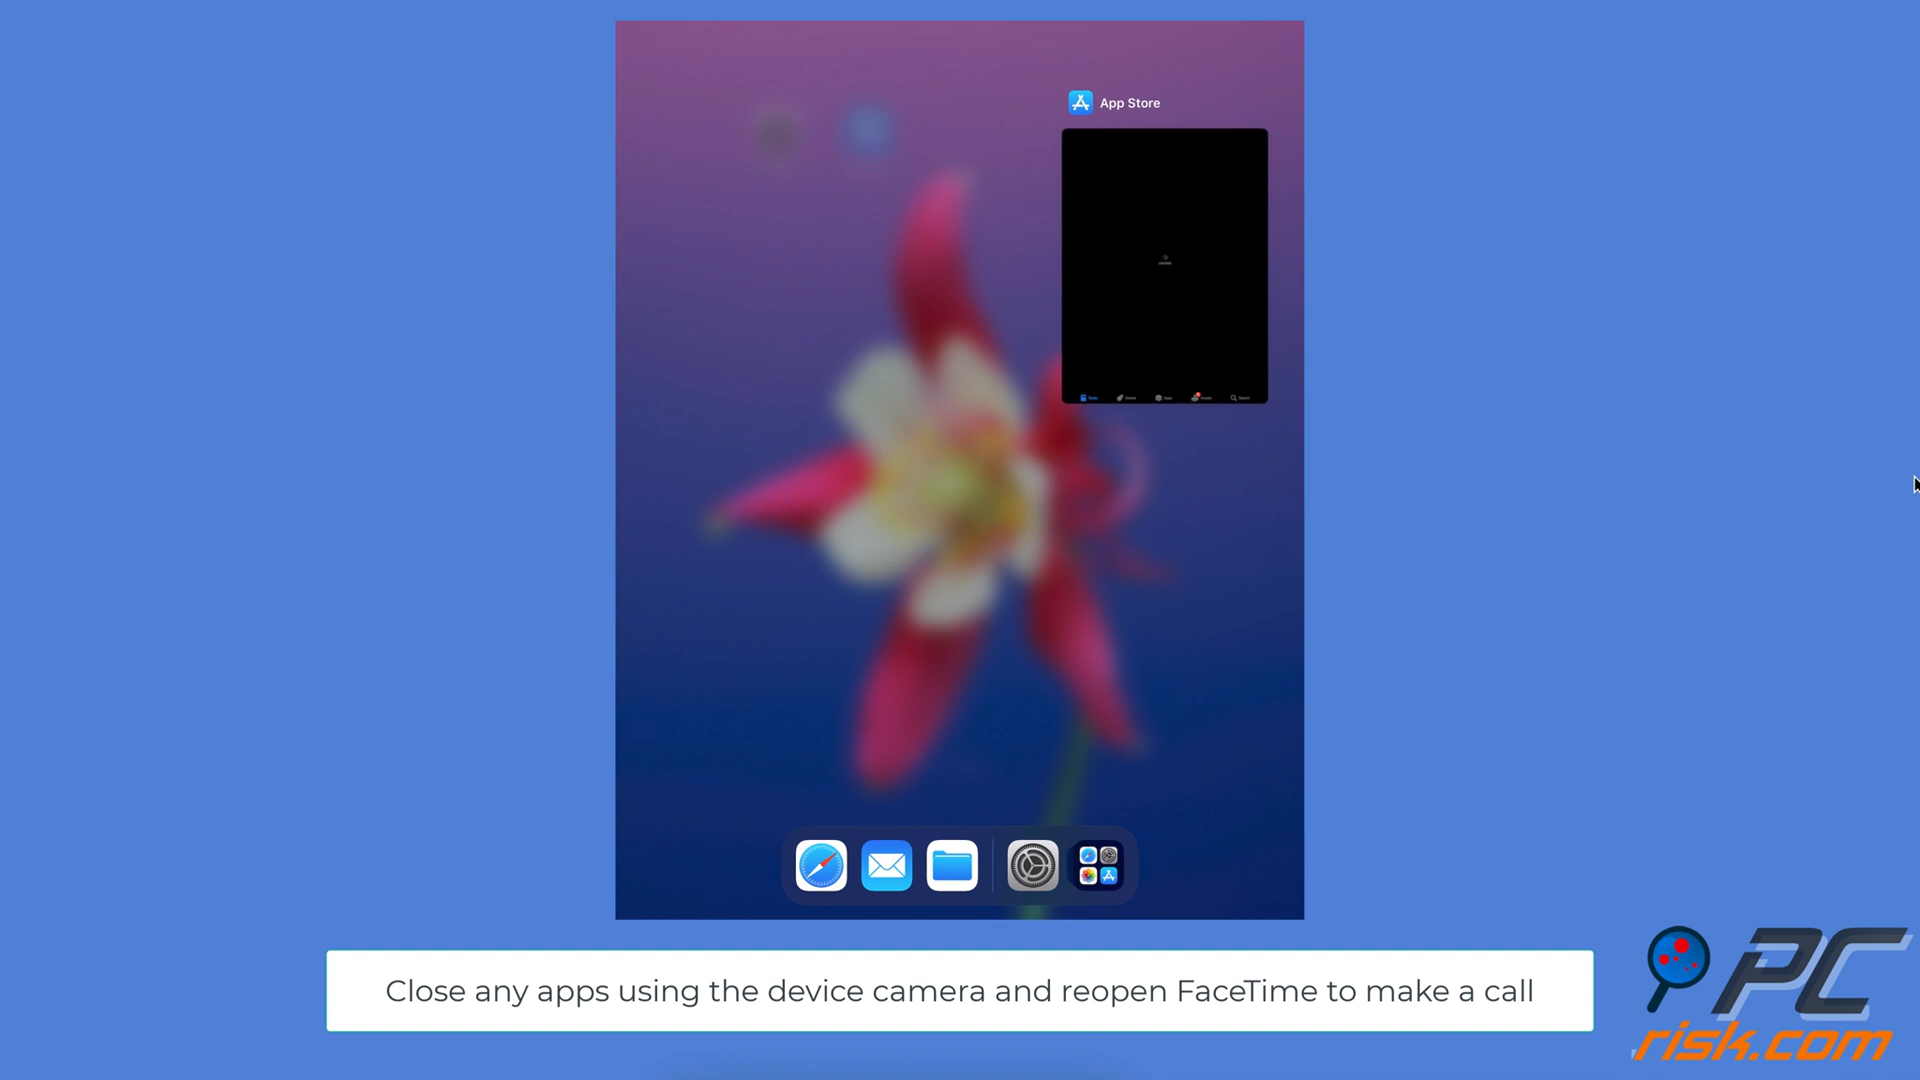 App Store
Close any apps using the device camera and reopen FaceTime to make a call
PC
risk.com